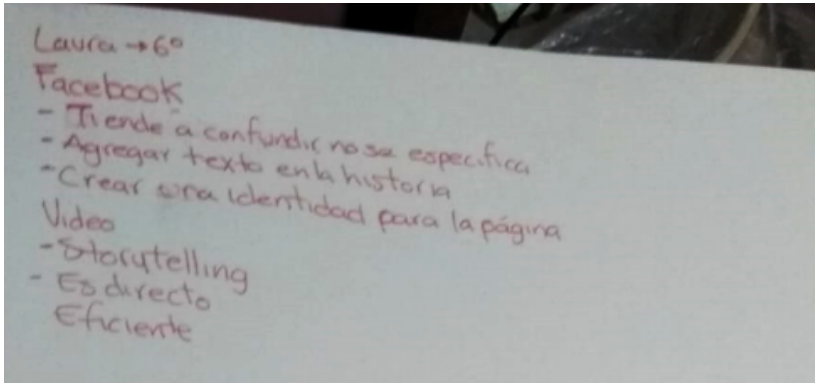 Laura → 6º
Facebook
- Tiende a confundir no se especifica
- Agregar texto en la historia
- Crear una identidad para la página
Video
- Storytelling
- Es directo
Eficiente